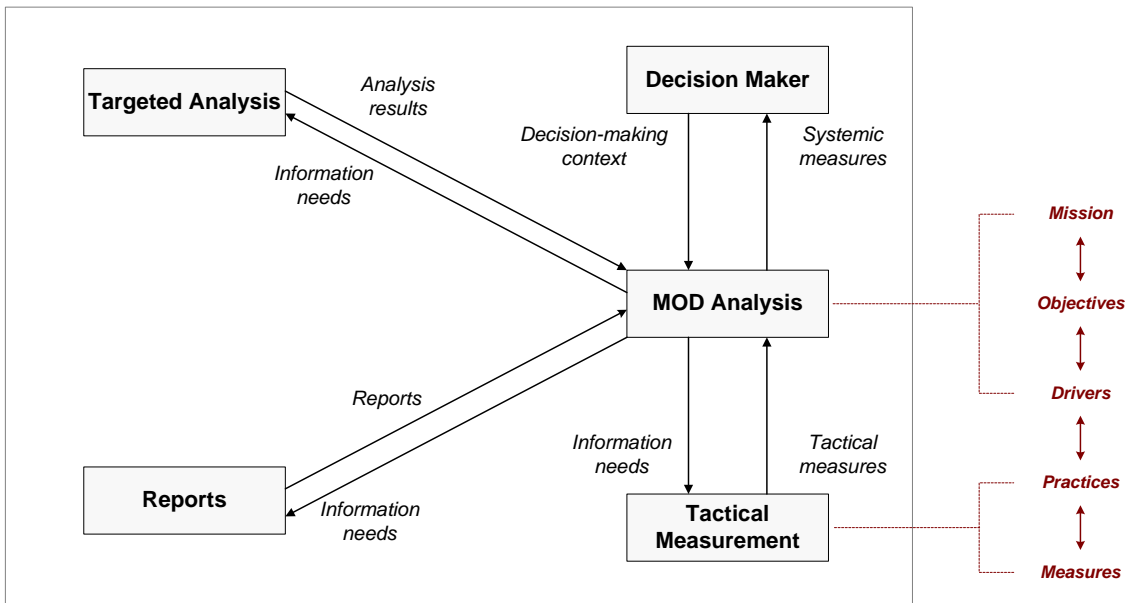 Targeted Analysis
Analysis
results
Information
needs
Decision Maker
Decision-making
context
Systemic
measures
MOD Analysis
Reports
Reports
Information
needs
Information
needs
Tactical
measures
Tactical
Measurement
Mission
Objectives
Drivers
Practices
Measures